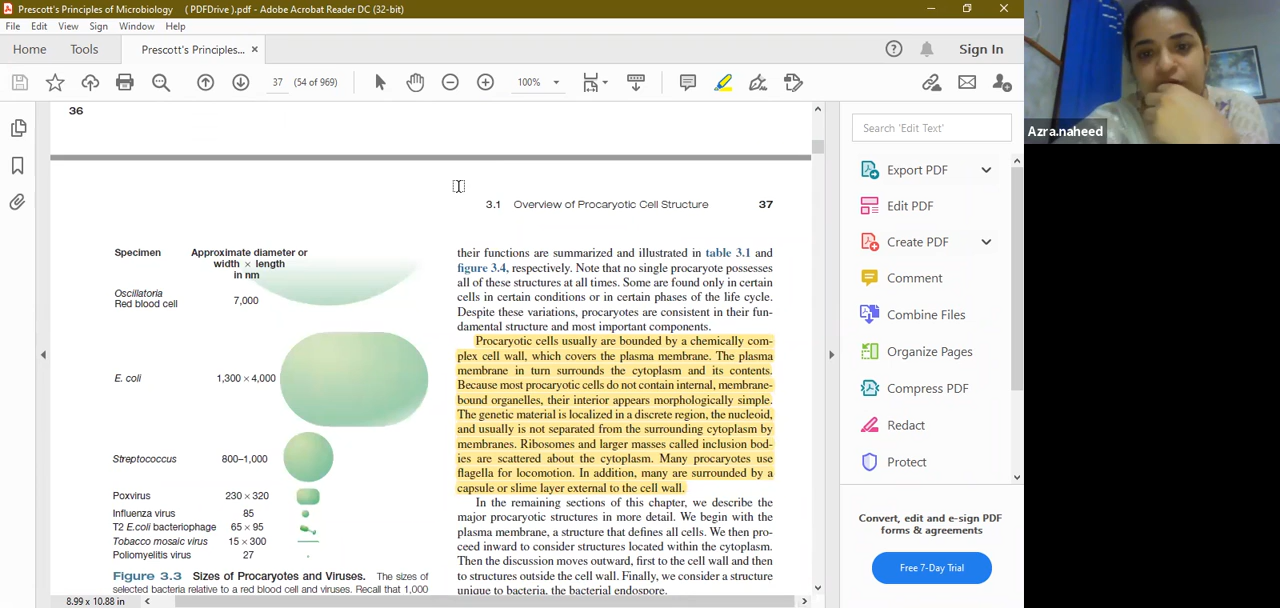 Prescott's Principles of Microbiology ( PDFDrive ).pdf - Adobe Acrobat Reader DC (32-bit)
File Edit View Sign Window Help
Home Tools Prescott's Principles... × Sign In
37 (54 of 969) 100%
36
3.1 Overview of Procaryotic Cell Structure 37
Specimen Approximate diameter or
width × length
in nm
Oscillatoria
Red blood cell 7,000
E. coli 1,300 × 4,000
Streptococcus 800–1,000
Poxvirus 230 × 320
Influenza virus 85
T2 E.coli bacteriophage 65 × 95
Tobacco mosaic virus 15 × 300
Poliomyelitis virus 27
Figure 3.3 Sizes of Procaryotes and Viruses. The sizes of
selected bacteria relative to a red blood cell and viruses. Recall that 1,000
their functions are summarized and illustrated in table 3.1 and
figure 3.4, respectively. Note that no single procaryote possesses
all of these structures at all times. Some are found only in certain
cells in certain conditions or in certain phases of the life cycle.
Despite these variations, procaryotes are consistent in their fun-
damental structure and most important components.
Procaryotic cells usually are bounded by a chemically com-
plex cell wall, which covers the plasma membrane. The plasma
membrane in turn surrounds the cytoplasm and its contents.
Because most procaryotic cells do not contain internal, membrane-
bound organelles, their interior appears morphologically simple.
The genetic material is localized in a discrete region, the nucleoid,
and usually is not separated from the surrounding cytoplasm by
membranes. Ribosomes and larger masses called inclusion bod-
ies are scattered about the cytoplasm. Many procaryotes use
flagella for locomotion. In addition, many are surrounded by a
capsule or slime layer external to the cell wall.
In the remaining sections of this chapter, we describe the
major procaryotic structures in more detail. We begin with the
plasma membrane, a structure that defines all cells. We then pro-
ceed inward to consider structures located within the cytoplasm.
Then the discussion moves outward, first to the cell wall and then
to structures outside the cell wall. Finally, we consider a structure
unique to bacteria, the bacterial endospore.
8.99 x 10.88 in
Search 'Edit Text'
Export PDF
Edit PDF
Create PDF
Comment
Combine Files
Organize Pages
Compress PDF
Redact
Protect
Convert, edit and e-sign PDF
forms & agreements
Free 7-Day Trial
Azra.naheed